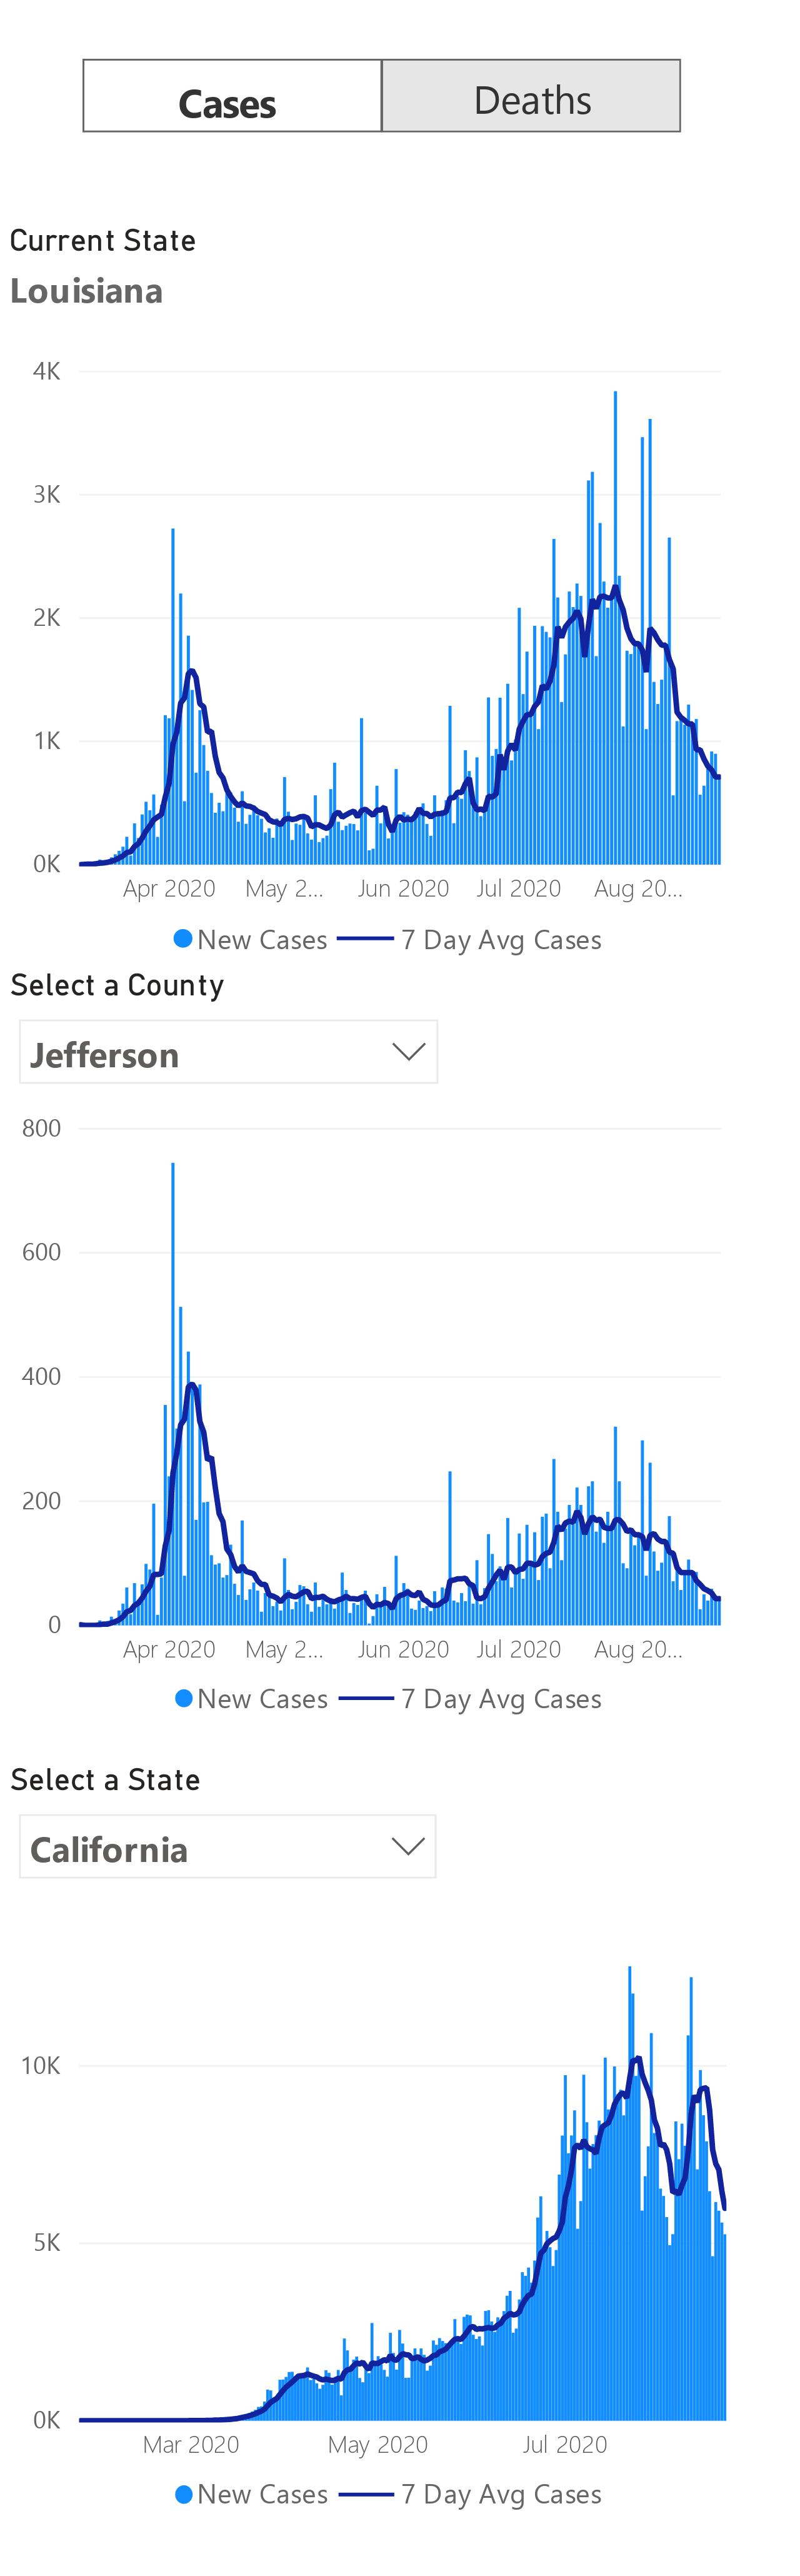 Cases Deaths
Current State
Louisiana
4K
3K
2K
1K
0K
Apr 2020 May 2... Jun 2020 Jul 2020 Aug 20...
New Cases 7 Day Avg Cases
Select a County
Jefferson
800
600
400
200
0
Apr 2020 May 2... Jun 2020 Jul 2020 Aug 20...
New Cases 7 Day Avg Cases
Select a State
California
10K
5K
0K
Mar 2020 May 2020 Jul 2020
New Cases 7 Day Avg Cases